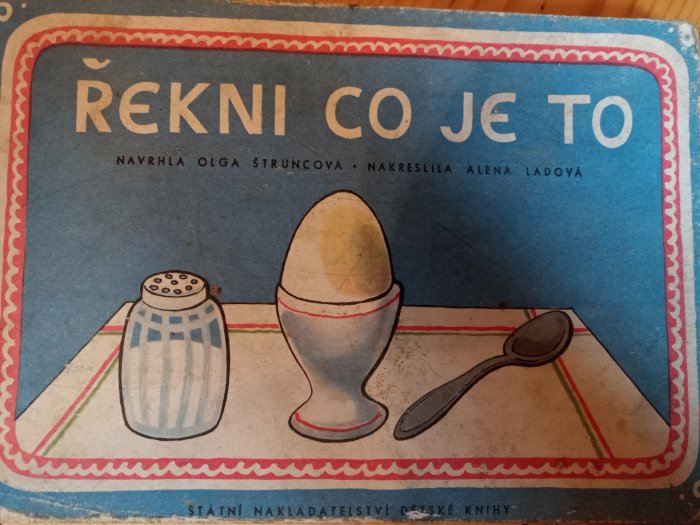 ŘEKNI CO JE TO
NAVRHLA OLGA ŠTRUNCOVÁ • NAKRESLILA ALENA LADOVÁ
STÁTNÍ NAKLADATELSTVÍ DĚTSKÉ KNIHY